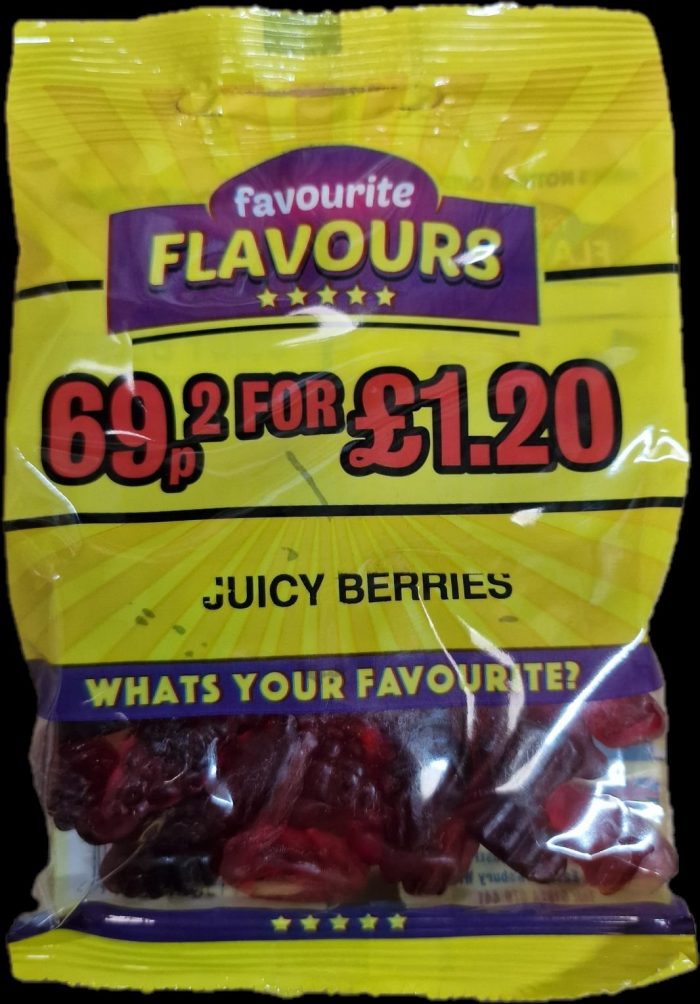 favourite
FLAVOURS
69p 2 FOR £1.20
JUICY BERRIES
WHATS YOUR FAVOURITE?